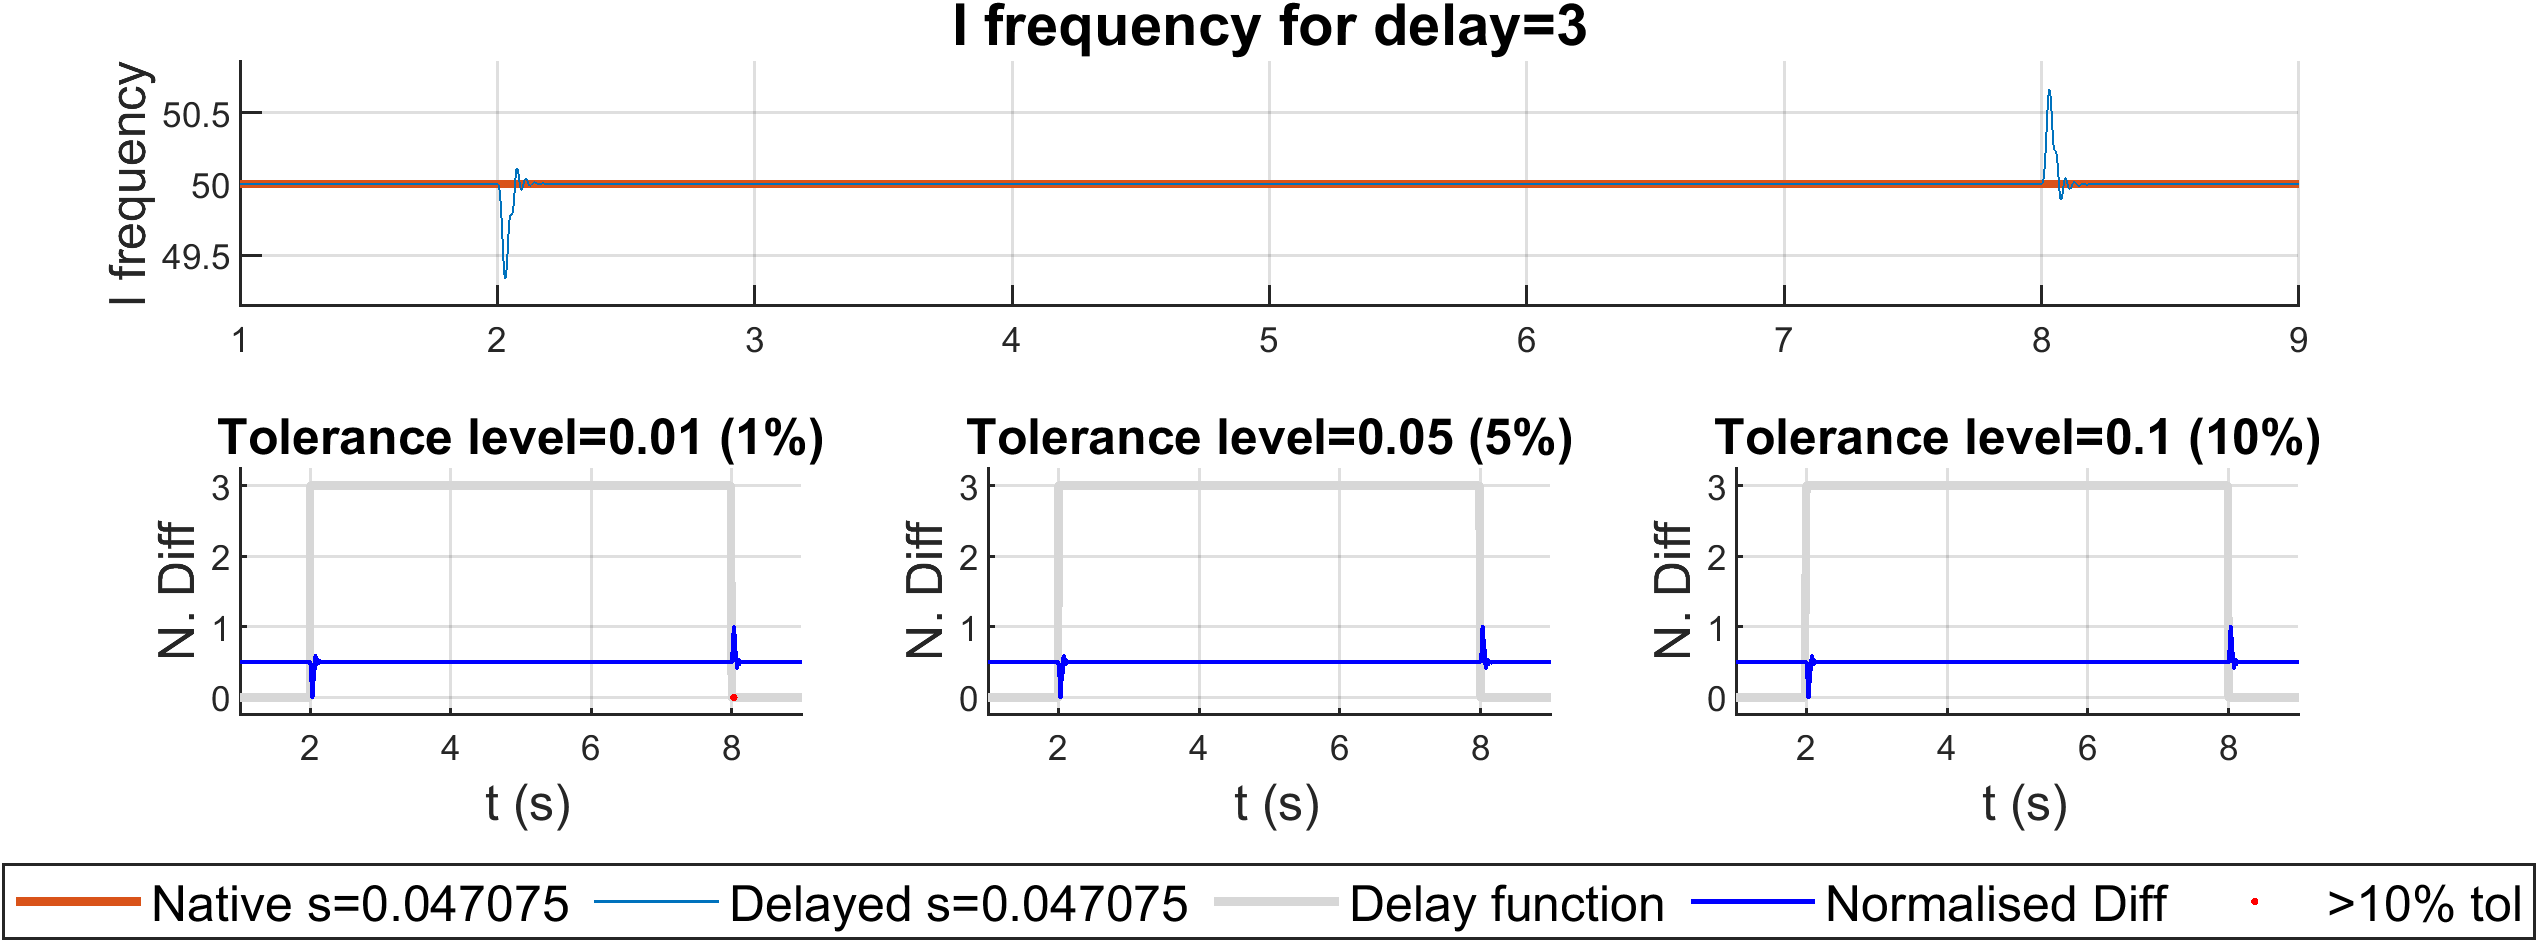 I frequency for delay=3
I frequency
50.5
50
49.5
1 2 3 4 5 6 7 8 9
Tolerance level=0.01 (1%)
N. Diff
3
2
1
0
2 4 6 8
t (s)
Tolerance level=0.05 (5%)
N. Diff
3
2
1
0
2 4 6 8
t (s)
Tolerance level=0.1 (10%)
N. Diff
3
2
1
0
2 4 6 8
t (s)
Native s=0.047075 Delayed s=0.047075 Delay function Normalised Diff >10% tol